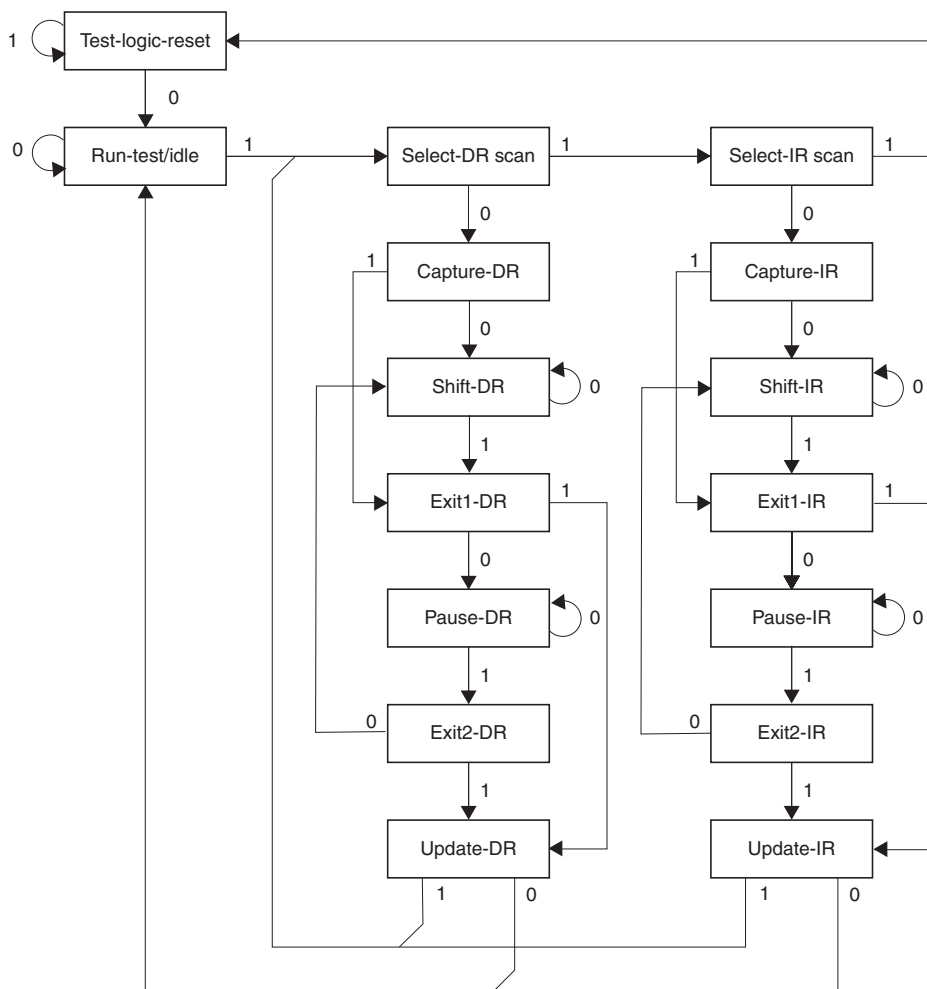 1 Test-logic-reset
0
0 Run-test/idle 1 Select-DR scan 1 Select-IR scan 1
0 0
1 Capture-DR 1 Capture-IR
0 0
Shift-DR 0 Shift-IR 0
1 1
Exit1-DR 1 Exit1-IR 1
0 0
Pause-DR 0 Pause-IR 0
1 1
0 Exit2-DR 0 Exit2-IR
1 1
Update-DR Update-IR
1 0 1 0